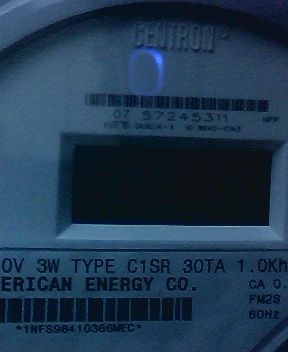 CENTRON®
07 57245311
0V 3W TYPE C1SR 30TA 1.0Kh
ERICAN ENERGY CO.
CA 0.
FM2S
60Hz
*1NFS98410366MEC*